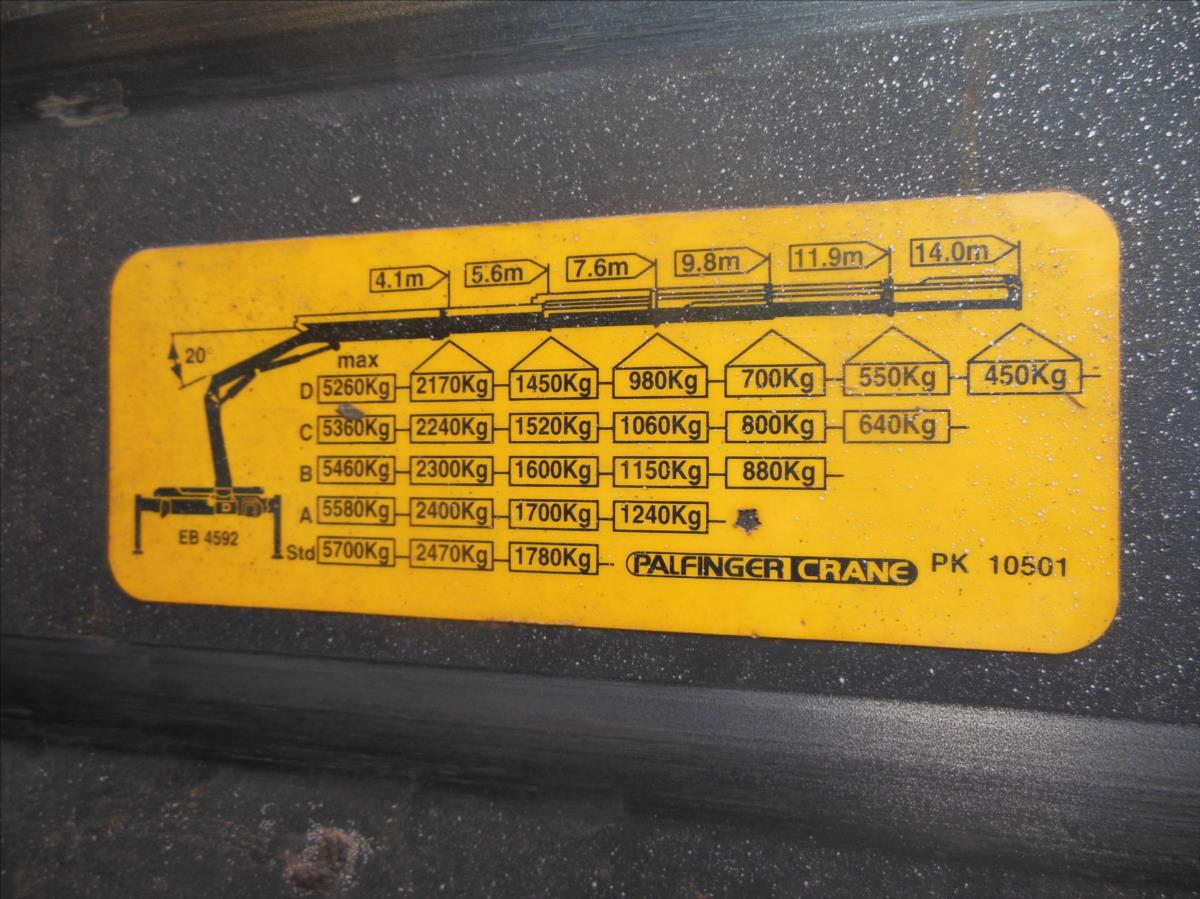 4.1m 5.6m 7.6m 9.8m 11.9m 14.0m
20°
max
D 5260Kg 2170Kg 1450Kg 980Kg 700Kg 550Kg 450Kg
C 5360Kg 2240Kg 1520Kg 1060Kg 800Kg 640Kg
B 5460Kg 2300Kg 1600Kg 1150Kg 880Kg
A 5580Kg 2400Kg 1700Kg 1240Kg
EB 4592
Std 5700Kg 2470Kg 1780Kg PALFINGER CRANE PK 10501